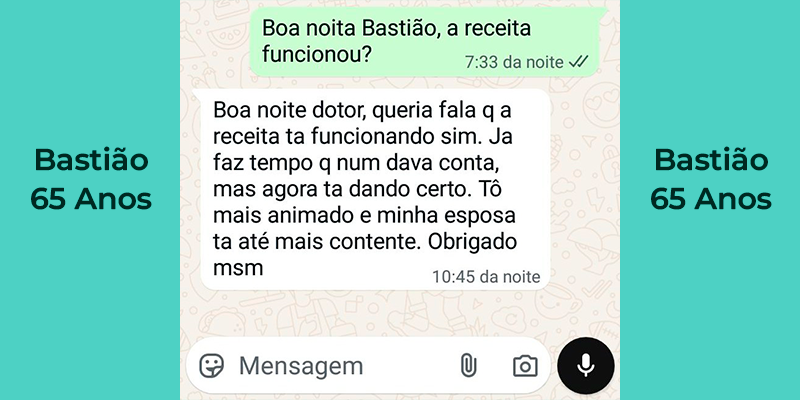 Boa noita Bastião, a receita
funcionou?
7:33 da noite
Bastião
65 Anos
Boa noite dotor, queria fala q a
receita ta funcionando sim. Ja
faz tempo q num dava conta,
mas agora ta dando certo. Tô
mais animado e minha esposa
ta até mais contente. Obrigado
msm
10:45 da noite
Bastião
65 Anos
Mensagem